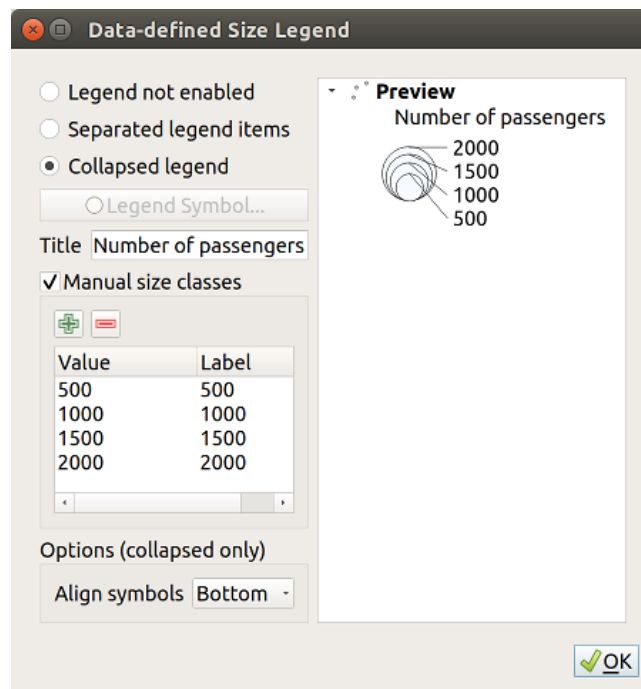 Data-defined Size Legend
Legend not enabled
Separated legend items
Collapsed legend
Legend Symbol...
Title Number of passengers
Manual size classes
Value Label
500 500
1000 1000
1500 1500
2000 2000
Options (collapsed only)
Align symbols Bottom
Preview
Number of passengers
2000
1500
1000
500
OK